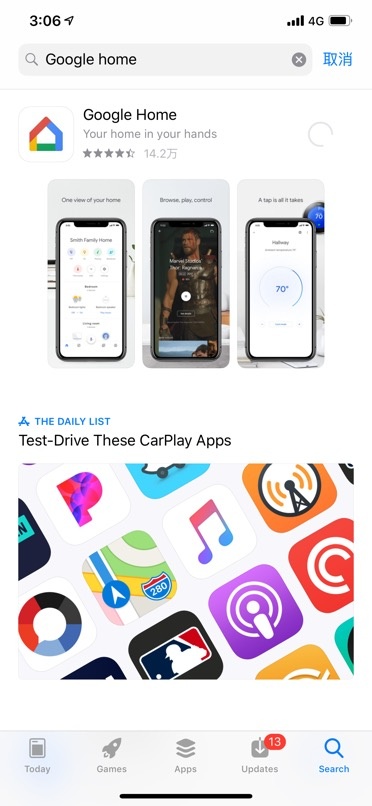 3:06
4G
Google home
取消
Google Home
Your home in your hands
14.2万
One view of your home
Browse, play, control
A tap is all it takes
Smith Family Home
Marvel Studios'
Thor: Ragnarok
Hallway
70°
70
THE DAILY LIST
Test-Drive These CarPlay Apps
280
Today
Games
Apps
13
Updates
Search